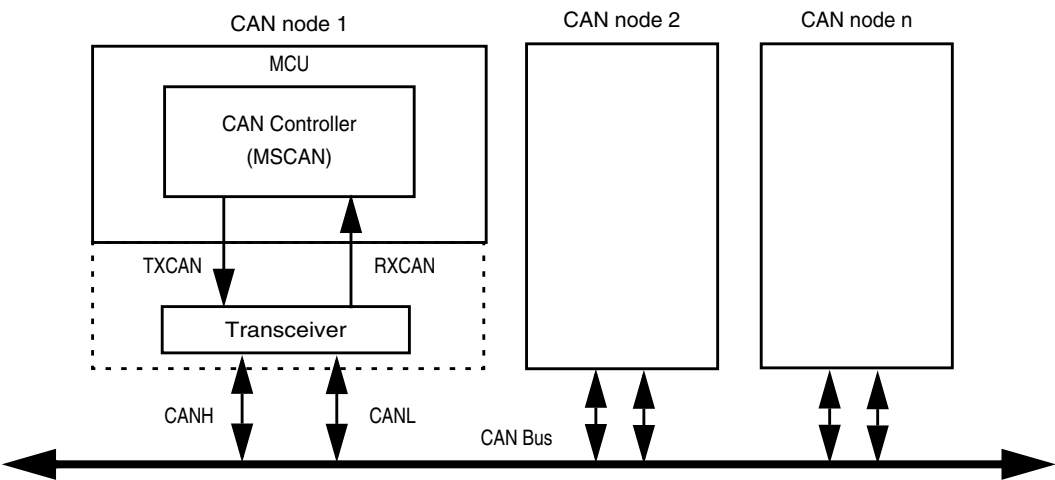 CAN node 1
CAN node 2
CAN node n
MCU
CAN Controller
(MSCAN)
TXCAN
RXCAN
Transceiver
CANH
CANL
CAN Bus